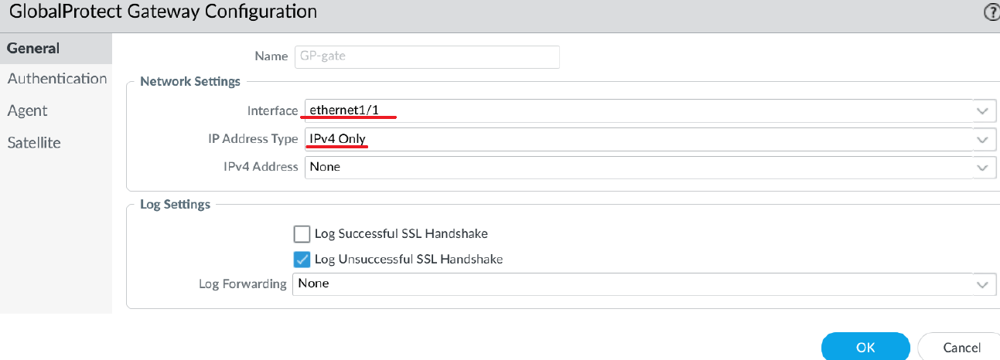 GlobalProtect Gateway Configuration
?
General
Authentication
Agent
Satellite
Name GP-gate
Network Settings
Interface ethernet1/1
IP Address Type IPv4 Only
IPv4 Address None
Log Settings
Log Successful SSL Handshake
Log Unsuccessful SSL Handshake
Log Forwarding None
OK Cancel